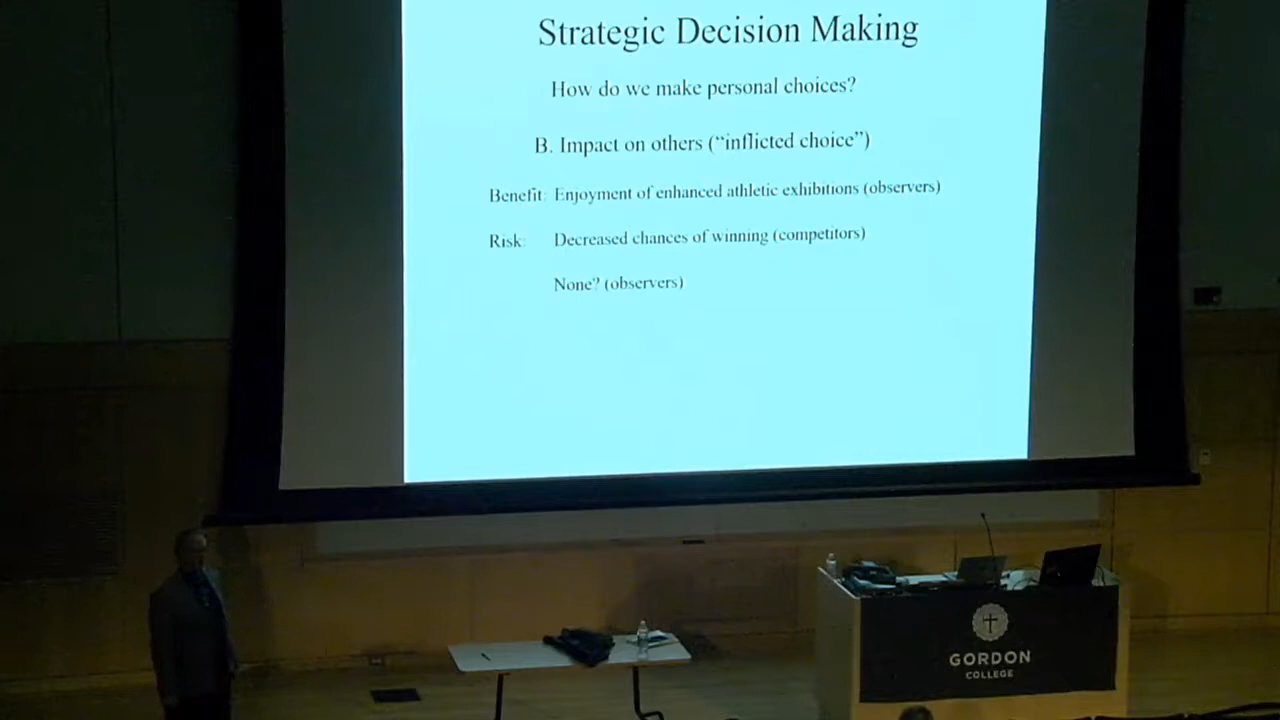 Strategic Decision Making
How do we make personal choices?
B. Impact on others (“inflicted choice”)
Benefit: Enjoyment of enhanced athletic exhibitions (observers)
Risk: Decreased chances of winning (competitors)
None? (observers)
GORDON
COLLEGE